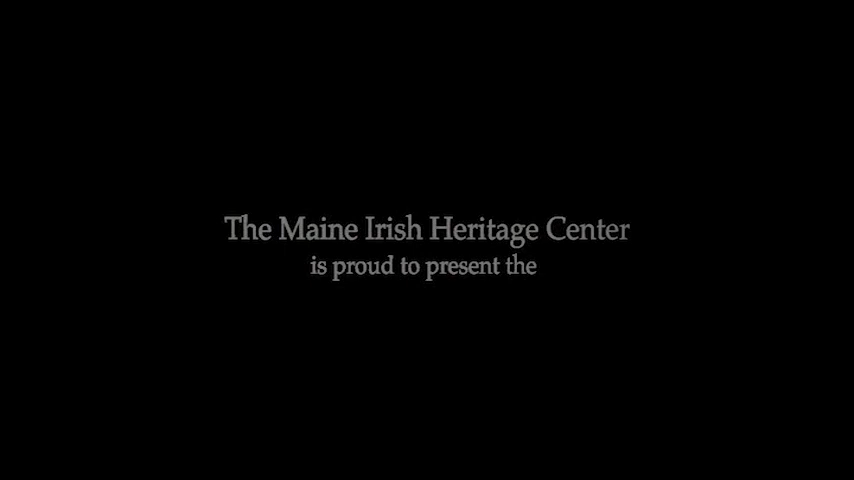 The Maine Irish Heritage Center
is proud to present the